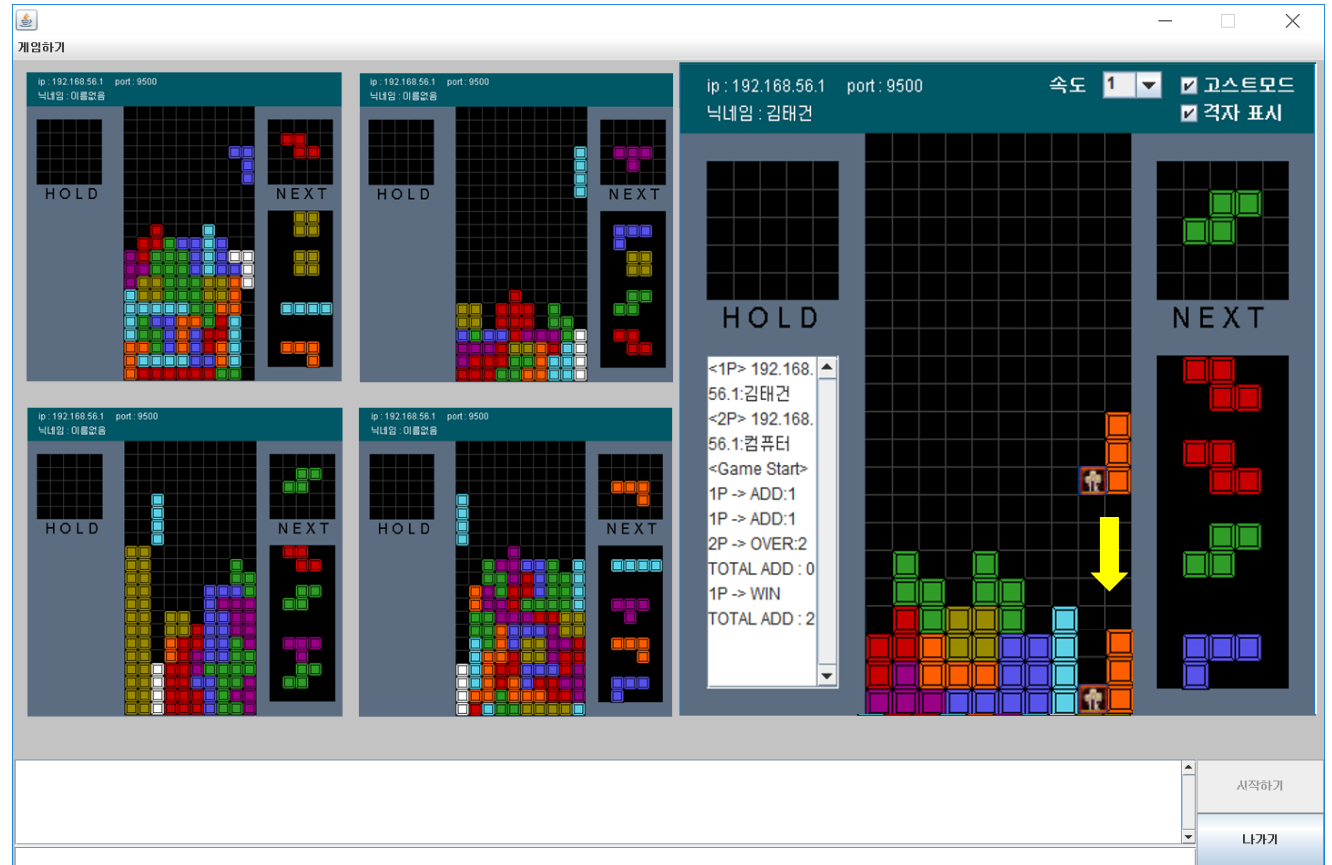 게임하기
ip : 192.168.56.1 port : 9500
닉네임 : 이름없음
HOLD
NEXT
ip : 192.168.56.1 port : 9500
닉네임 : 이름없음
HOLD
NEXT
ip : 192.168.56.1 port : 9500
닉네임 : 이름없음
HOLD
NEXT
ip : 192.168.56.1 port : 9500
닉네임 : 이름없음
HOLD
NEXT
ip : 192.168.56.1 port : 9500 속도 1 고스트모드
닉네임 : 김태건 격자 표시
HOLD
NEXT
<1P> 192.168.
56.1:김태건
<2P> 192.168.
56.1:컴퓨터
<Game Start>
1P -> ADD:1
1P -> ADD:1
2P -> OVER:2
TOTAL ADD : 0
1P -> WIN
TOTAL ADD : 2
시작하기
나가기